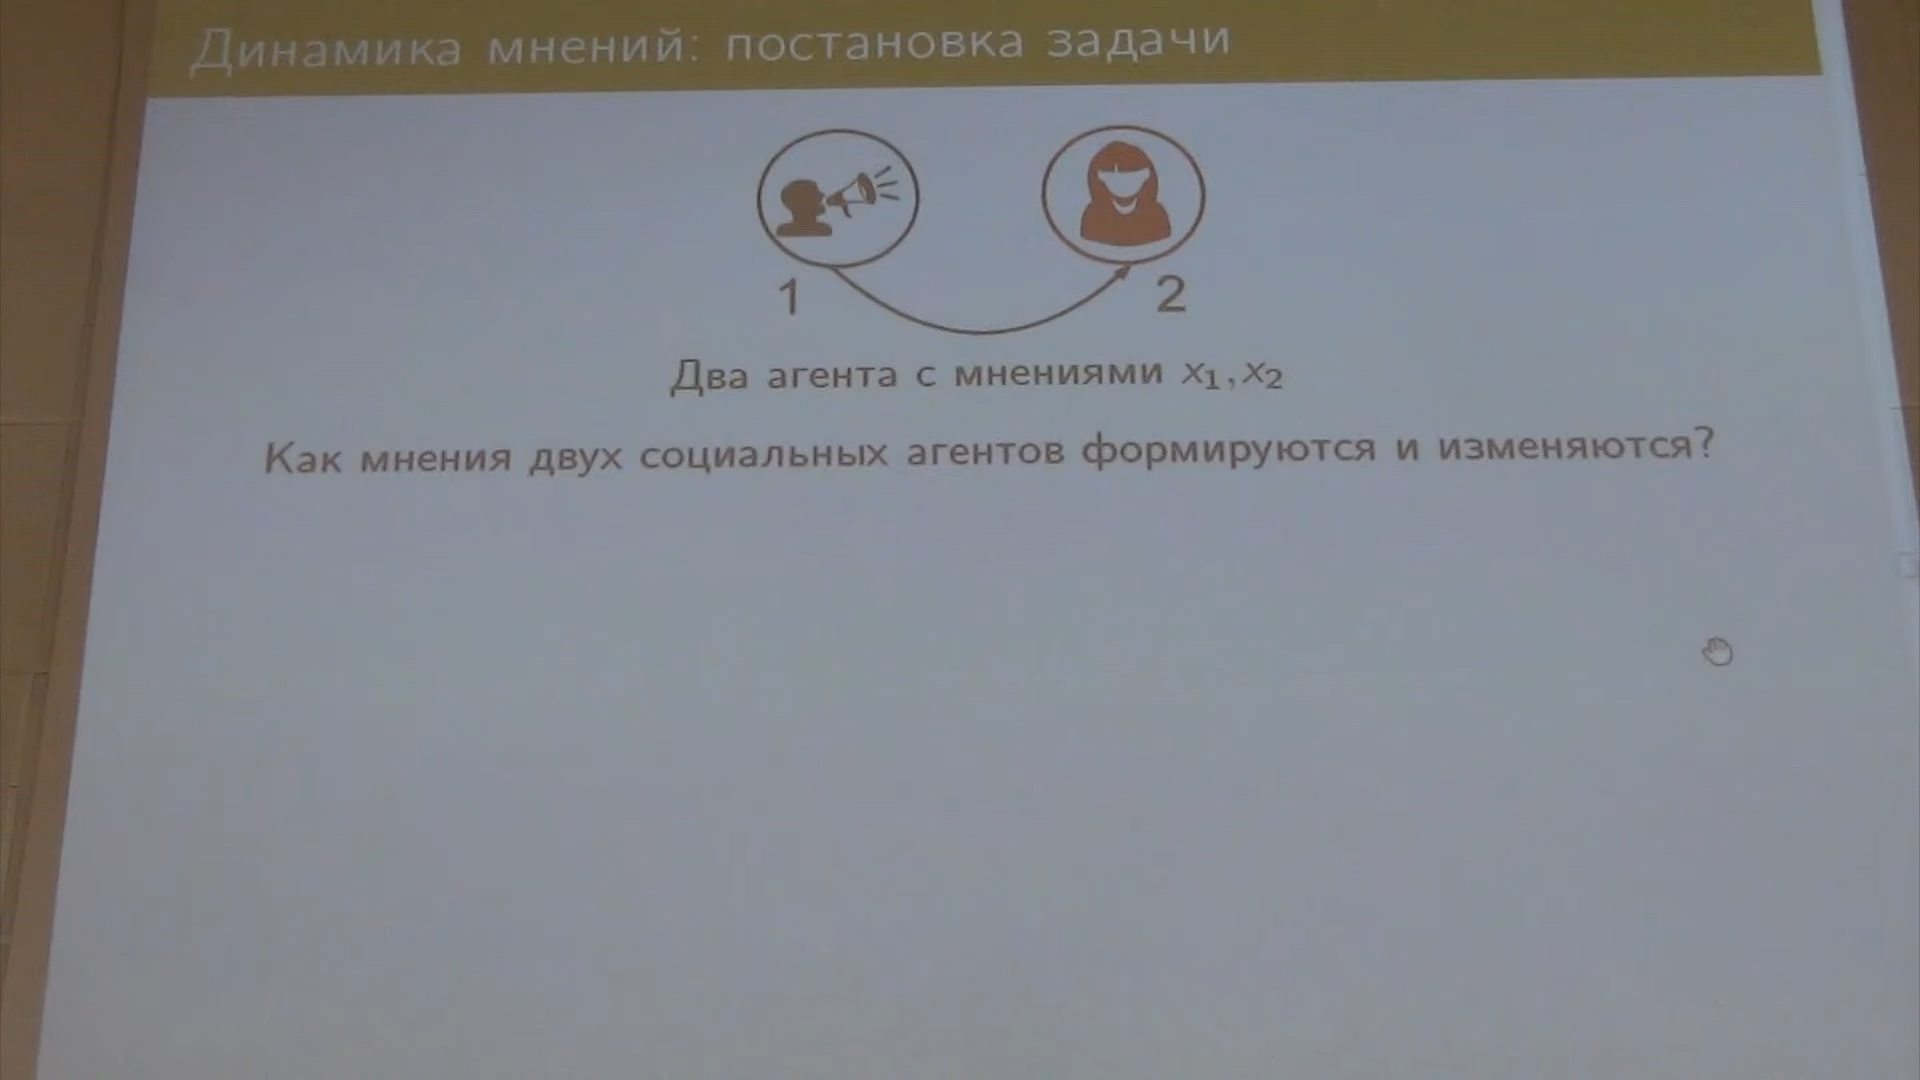 Динамика мнений: постановка задачи
1 2
Два агента с мнениями x₁, x₂
Как мнения двух социальных агентов формируются и изменяются?